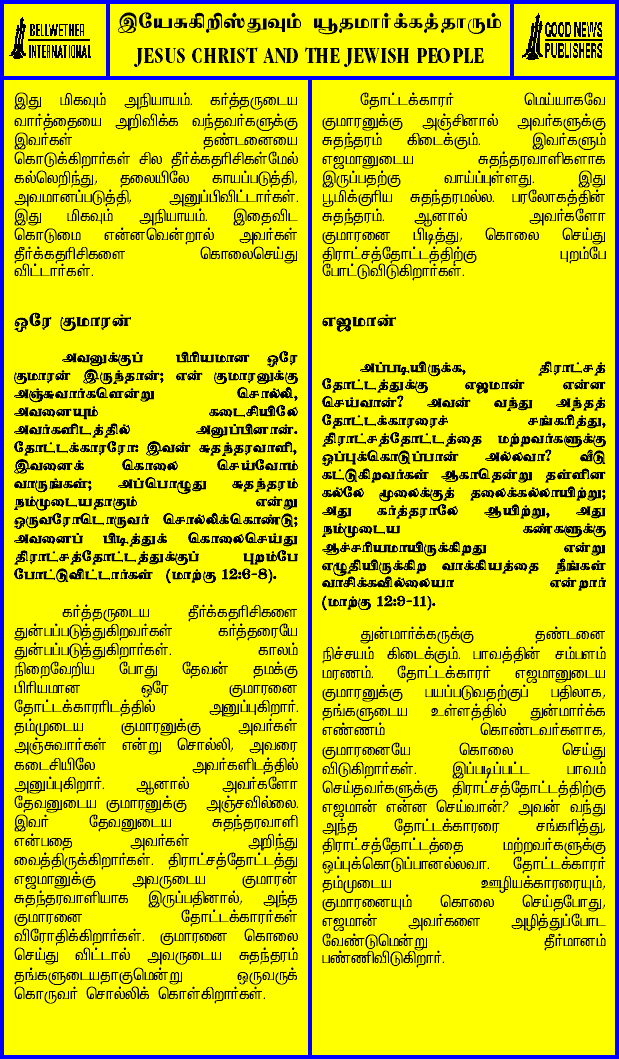 BELLWETHER
INTERNATIONAL
இயேசுகிறிஸ்துவும் யூதமார்க்கத்தாரும்
JESUS CHRIST AND THE JEWISH PEOPLE
GOOD NEWS
PUBLISHERS
இது மிகவும் அநியாயம். கர்த்தருடைய
வார்த்தையை அறிவிக்க வந்தவர்களுக்கு
இவர்கள் தண்டனையை
கொடுக்கிறார்கள் சில தீர்க்கதரிசிகள்மேல்
கல்லெறிந்து, தலையிலே காயப்படுத்தி,
அவமானப்படுத்தி, அனுப்பிவிட்டார்கள்.
இது மிகவும் அநியாயம். இதைவிட
கொடுமை என்னவென்றால் அவர்கள்
தீர்க்கதரிசிகளை கொலைசெய்து
விட்டார்கள்.
ஒரே குமாரன்
அவனுக்குப் பிரியமான ஒரே
குமாரன் இருந்தான்; என் குமாரனுக்கு
அஞ்சுவார்களென்று சொல்லி,
அவனையும் கடைசியிலே
அவர்களிடத்தில் அனுப்பினான்.
தோட்டக்காரரோ: இவன் சுதந்தரவாளி,
இவனைக் கொலை செய்வோம்
வாருங்கள்; அப்பொழுது சுதந்தரம்
நம்முடையதாகும் என்று
ஒருவரோடொருவர் சொல்லிக்கொண்டு;
அவனைப் பிடித்துக் கொலைசெய்து
திராட்சத்தோட்டத்துக்குப் புறம்பே
போட்டுவிட்டார்கள் (மாற்கு 12:6-8).
கர்த்தருடைய தீர்க்கதரிசிகளை
துன்பப்படுத்துகிறவர்கள் கர்த்தரையே
துன்பப்படுத்துகிறார்கள். காலம்
நிறைவேறிய போது தேவன் தமக்கு
பிரியமான ஒரே குமாரனை
தோட்டக்காரரிடத்தில் அனுப்புகிறார்.
தம்முடைய குமாரனுக்கு அவர்கள்
அஞ்சுவார்கள் என்று சொல்லி, அவரை
கடைசியிலே அவர்களிடத்தில்
அனுப்புகிறார். ஆனால் அவர்களோ
தேவனுடைய குமாரனுக்கு அஞ்சவில்லை.
இவர் தேவனுடைய சுதந்தரவாளி
என்பதை அவர்கள் அறிந்து
வைத்திருக்கிறார்கள். திராட்சத்தோட்டத்து
எஜமானுக்கு அவருடைய குமாரன்
சுதந்தரவாளியாக இருப்பதினால், அந்த
குமாரனை தோட்டக்காரர்கள்
விரோதிக்கிறார்கள். குமாரனை கொலை
செய்து விட்டால் அவருடைய சுதந்தரம்
தங்களுடையதாகுமென்று ஒருவருக்
கொருவர் சொல்லிக் கொள்கிறார்கள்.
தோட்டக்காரர் மெய்யாகவே
குமாரனுக்கு அஞ்சினால் அவர்களுக்கு
சுதந்தரம் கிடைக்கும். இவர்களும்
எஜமானுடைய சுதந்தரவாளிகளாக
இருப்பதற்கு வாய்ப்புள்ளது. இது
பூமிக்குரிய சுதந்தரமல்ல. பரலோகத்தின்
சுதந்தரம். ஆனால் அவர்களோ
குமாரனை பிடித்து, கொலை செய்து
திராட்சத்தோட்டத்திற்கு புறம்பே
போட்டுவிடுகிறார்கள்.
எஜமான்
அப்படியிருக்க, திராட்சத்
தோட்டத்துக்கு எஜமான் என்ன
செய்வான்? அவன் வந்து அந்தத்
தோட்டக்காரரைச் சங்கரித்து,
திராட்சத்தோட்டத்தை மற்றவர்களுக்கு
ஒப்புக்கொடுப்பான் அல்லவா? வீடு
கட்டுகிறவர்கள் ஆகாதென்று தள்ளின
கல்லே மூலைக்குத் தலைக்கல்லாயிற்று;
அது கர்த்தராலே ஆயிற்று, அது
நம்முடைய கண்களுக்கு
ஆச்சரியமாயிருக்கிறது என்று
எழுதியிருக்கிற வாக்கியத்தை நீங்கள்
வாசிக்கவில்லையா என்றார்
(மாற்கு 12:9-11).
துன்மார்க்கருக்கு தண்டனை
நிச்சயம் கிடைக்கும். பாவத்தின் சம்பளம்
மரணம். தோட்டக்காரர் எஜமானுடைய
குமாரனுக்கு பயப்படுவதற்குப் பதிலாக,
தங்களுடைய உள்ளத்தில் துன்மார்க்க
எண்ணம் கொண்டவர்களாக,
குமாரனையே கொலை செய்து
விடுகிறார்கள். இப்படிப்பட்ட பாவம்
செய்தவர்களுக்கு திராட்சத்தோட்டத்திற்கு
எஜமான் என்ன செய்வான்? அவன் வந்து
அந்த தோட்டக்காரரை சங்கரித்து,
திராட்சத்தோட்டத்தை மற்றவர்களுக்கு
ஒப்புக்கொடுப்பானல்லவா. தோட்டக்காரர்
தம்முடைய ஊழியக்காரரையும்,
குமாரனையும் கொலை செய்தபோது,
எஜமான் அவர்களை அழித்துப்போட
வேண்டுமென்று தீர்மானம்
பண்ணிவிடுகிறார்.